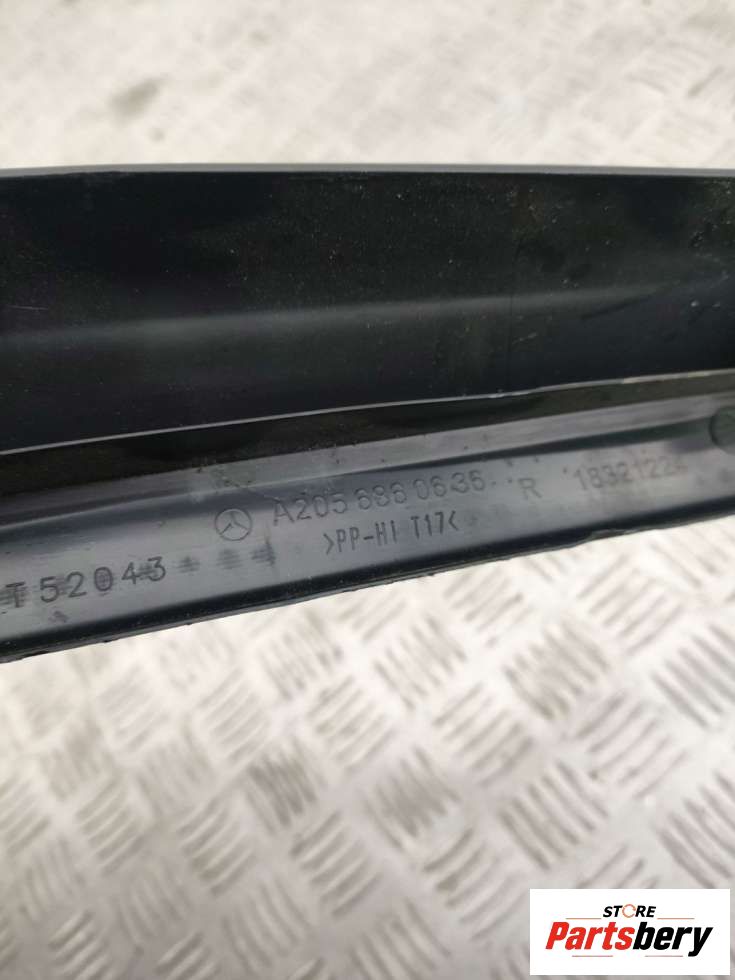 A205 686 06 36 R 18321224
>PP-HI T17<
T52043
STORE
Partsbery